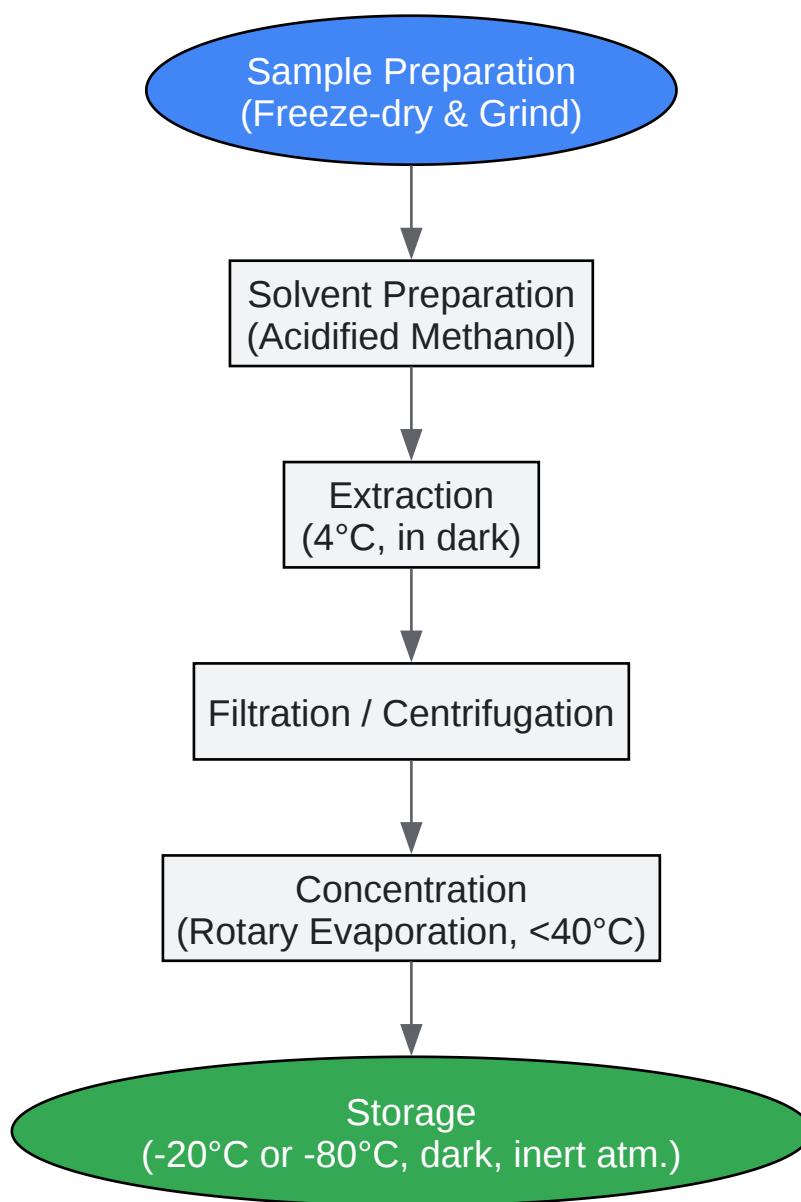 Sample Preparation
(Freeze-dry & Grind)
Solvent Preparation
(Acidified Methanol)
Extraction
(4°C, in dark)
Filtration / Centrifugation
Concentration
(Rotary Evaporation, <40°C)
Storage
(-20°C or -80°C, dark, inert atm.)